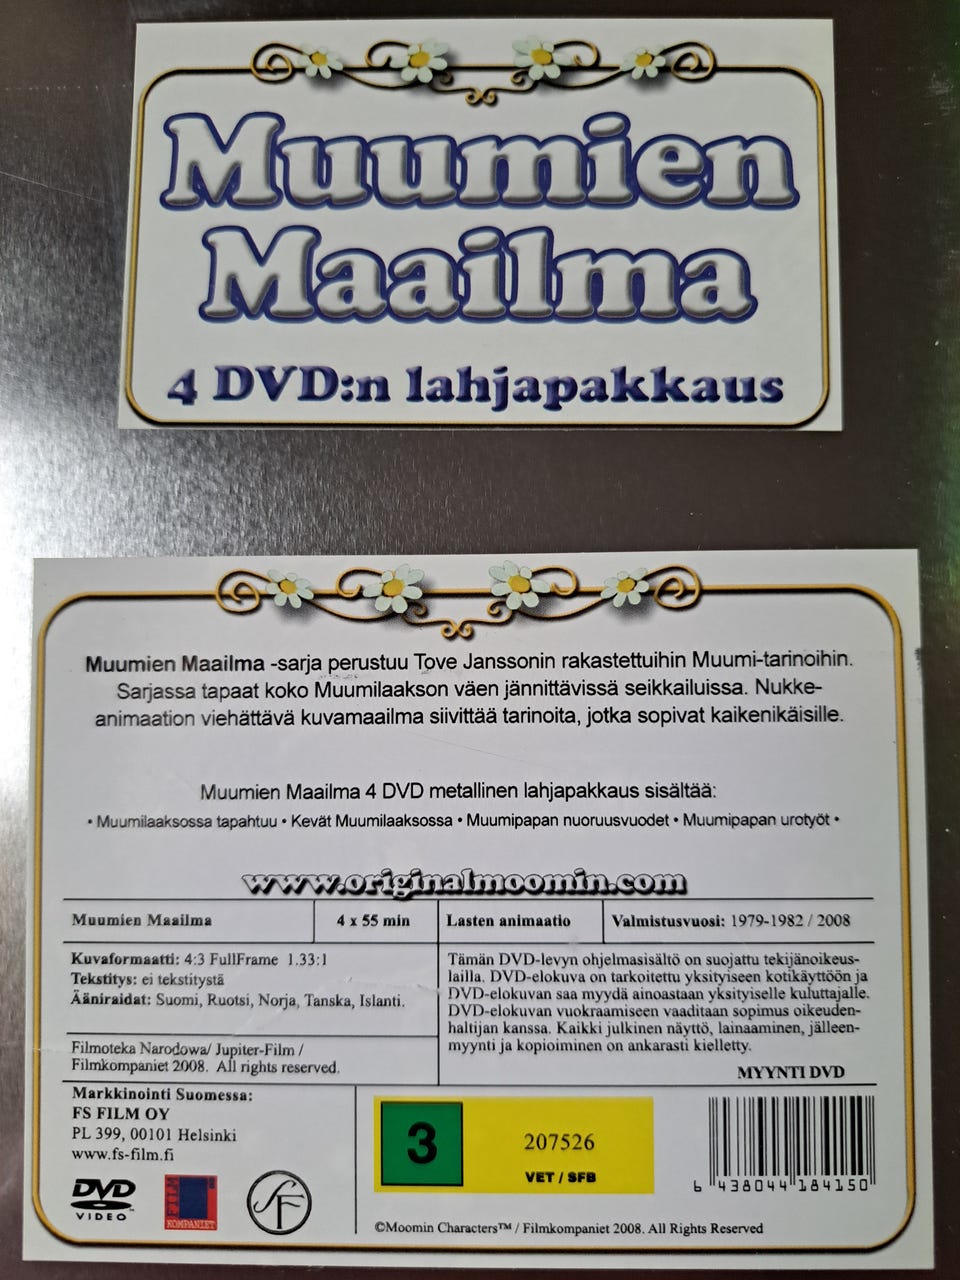 Muumien
Maailma
4 DVD:n lahjapakkaus
Muumien Maailma -sarja perustuu Tove Janssonin rakastettuihin Muumi-tarinoihin.
Sarjassa tapaat koko Muumilaakson väen jännittävissä seikkailuissa. Nukke-
animaation viehättävä kuvamaailma siivittää tarinoita, jotka sopivat kaikenikäisille.
Muumien Maailma 4 DVD metallinen lahjapakkaus sisältää:
• Muumilaaksossa tapahtuu • Kevät Muumilaaksossa • Muumipapan nuoruusvuodet • Muumipapan urotyöt •
www.originalmoomin.com
Muumien Maailma
4 x 55 min
Lasten animaatio
Valmistusvuosi: 1979-1982 / 2008
Kuvaformaatti: 4:3 FullFrame 1.33:1
Tekstitys: ei tekstitystä
Ääniraidat: Suomi, Ruotsi, Norja, Tanska, Islanti.
Filmoteka Narodowa/ Jupiter-Film /
Filmkompaniet 2008. All rights reserved.
Tämän DVD-levyn ohjelmasisältö on suojattu tekijänoikeus-
lailla. DVD-elokuva on tarkoitettu yksityiseen kotikäyttöön ja
DVD-elokuvan saa myydä ainoastaan yksityiselle kuluttajalle.
DVD-elokuvan vuokraamiseen vaaditaan sopimus oikeuden-
haltijan kanssa. Kaikki julkinen näyttö, lainaaminen, jälleen-
myynti ja kopioiminen on ankarasti kielletty.
MYYNTI DVD
Markkinointi Suomessa:
FS FILM OY
PL 399, 00101 Helsinki
www.fs-film.fi
DVD
VIDEO
FILM
KOMPANIET
SF
3
207526
VET / SFB
6 438044 184150
©Moomin Characters™ / Filmkompaniet 2008. All Rights Reserved